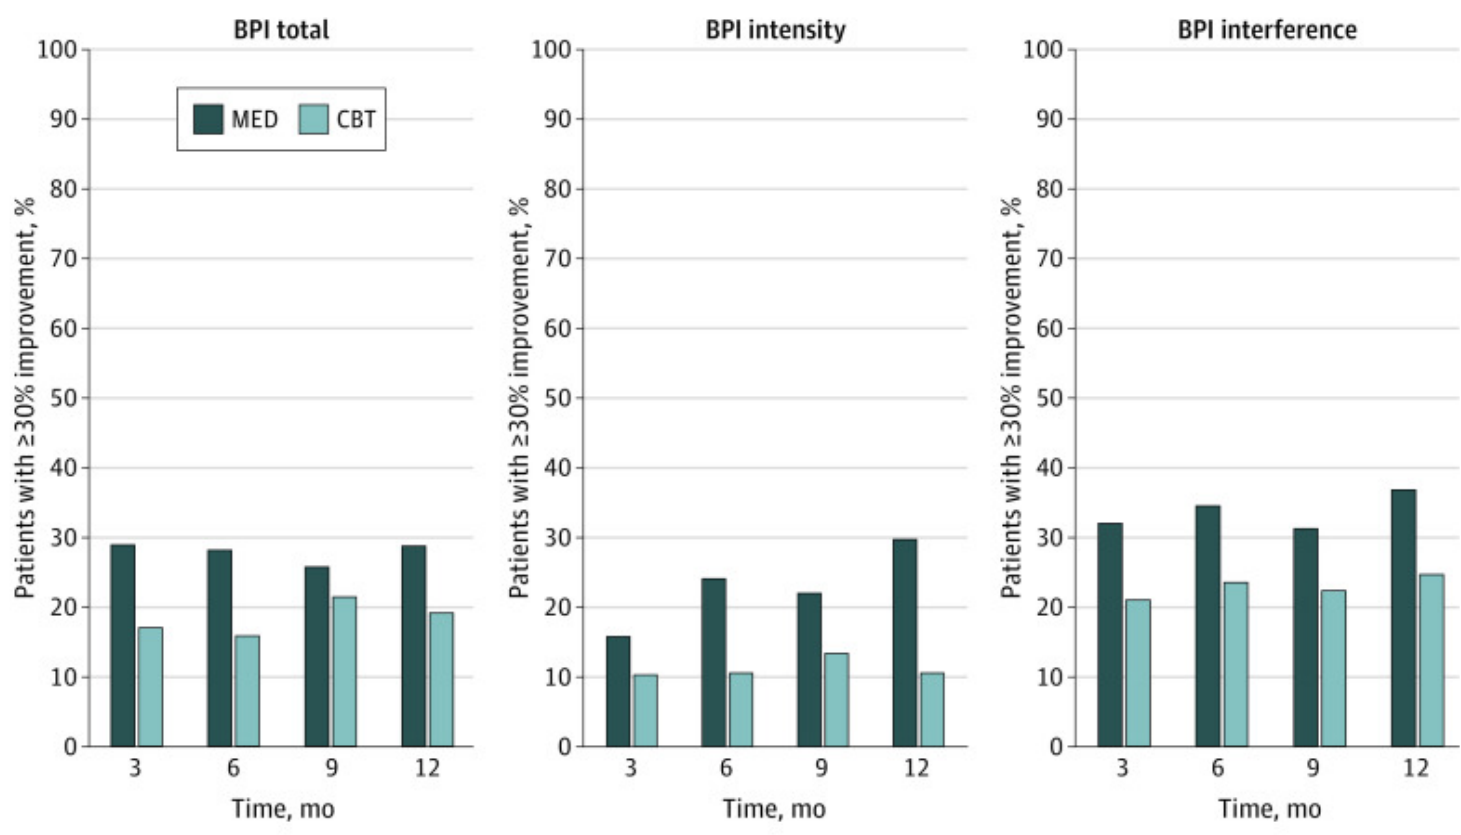 BPI total
MED CBT
Patients with ≥30% improvement, %
100
90
80
70
60
50
40
30
20
10
0
3 6 9 12
Time, mo
BPI intensity
Patients with ≥30% improvement, %
100
90
80
70
60
50
40
30
20
10
0
3 6 9 12
Time, mo
BPI interference
Patients with ≥30% improvement, %
100
90
80
70
60
50
40
30
20
10
0
3 6 9 12
Time, mo